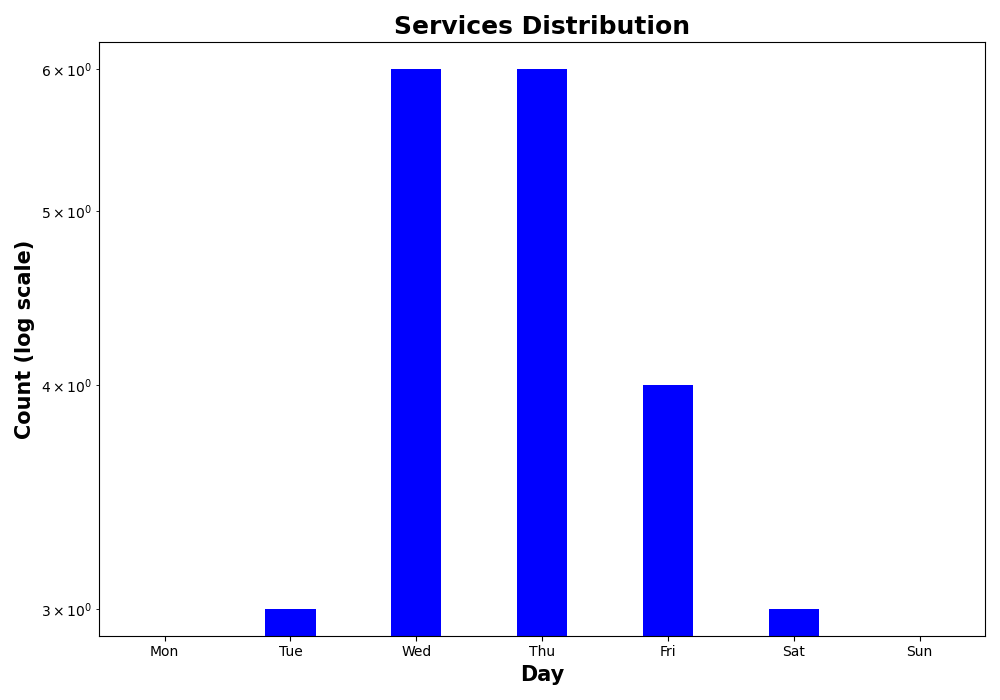 Services Distribution
6 × 10⁰
5 × 10⁰
4 × 10⁰
3 × 10⁰
Count (log scale)
Mon Tue Wed Thu Fri Sat Sun
Day